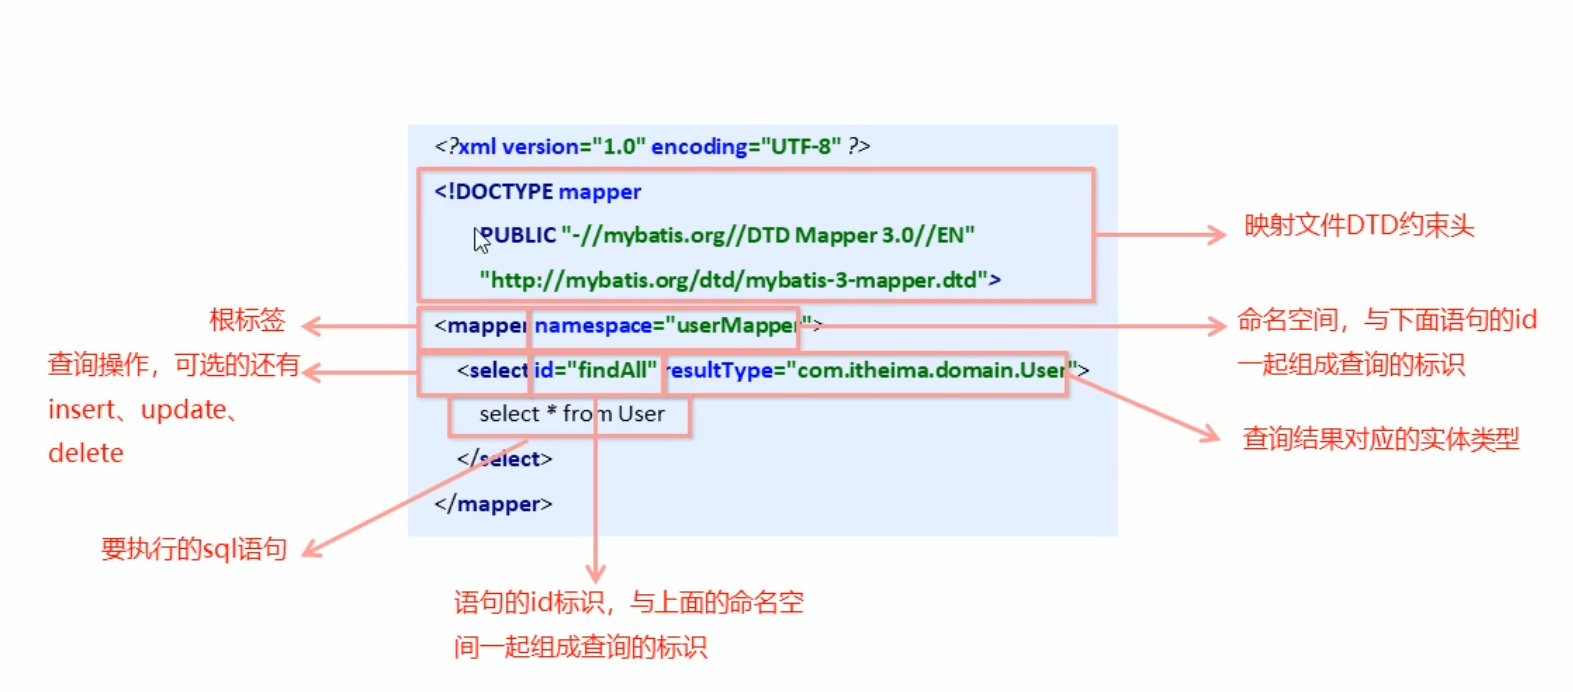 <?xml version="1.0" encoding="UTF-8" ?>
<!DOCTYPE mapper
PUBLIC "-//mybatis.org//DTD Mapper 3.0//EN"
"http://mybatis.org/dtd/mybatis-3-mapper.dtd">
<mapper namespace="userMapper">
<select id="findAll" resultType="com.itheima.domain.User">
select * from User
</select>
</mapper>
映射文件DTD约束头
根标签
命名空间，与下面语句的id
一起组成查询的标识
查询操作，可选的还有
insert、update、
delete
查询结果对应的实体类型
要执行的sql语句
语句的id标识，与上面的命名空
间一起组成查询的标识